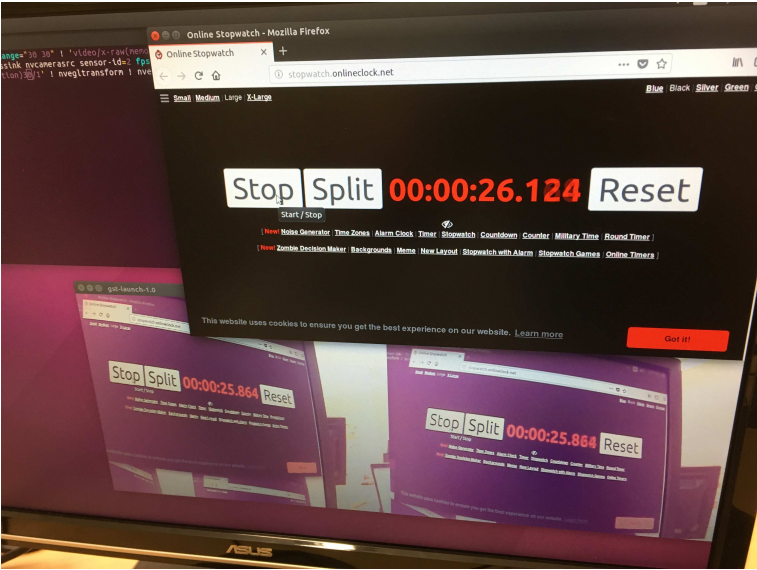 Online Stopwatch - Mozilla Firefox
Online Stopwatch × +
stopwatch.onlineclock.net
Small | Medium | Large | X-Large
Blue | Black | Silver | Green
ange="30 30" ! 'video/x-raw(memo
sink nvcamerasrc sensor-id=2 fps
! nvegltransform ! nve
Stop Split 00:00:26.124 Reset
Start / Stop
[ New! Noise Generator | Time Zones | Alarm Clock | Timer | Stopwatch | Countdown | Counter | Military Time | Round Timer ]
[ New! Zombie Decision Maker | Backgrounds | Meme | New Layout | Stopwatch with Alarm | Stopwatch Games | Online Timers ]
This website uses cookies to ensure you get the best experience on our website. Learn more
Got it!
gst-launch-1.0
Stop Split 00:00:25.864 Reset
Start / Stop
Stop Split 00:00:25.864 Reset
Start / Stop
ASUS